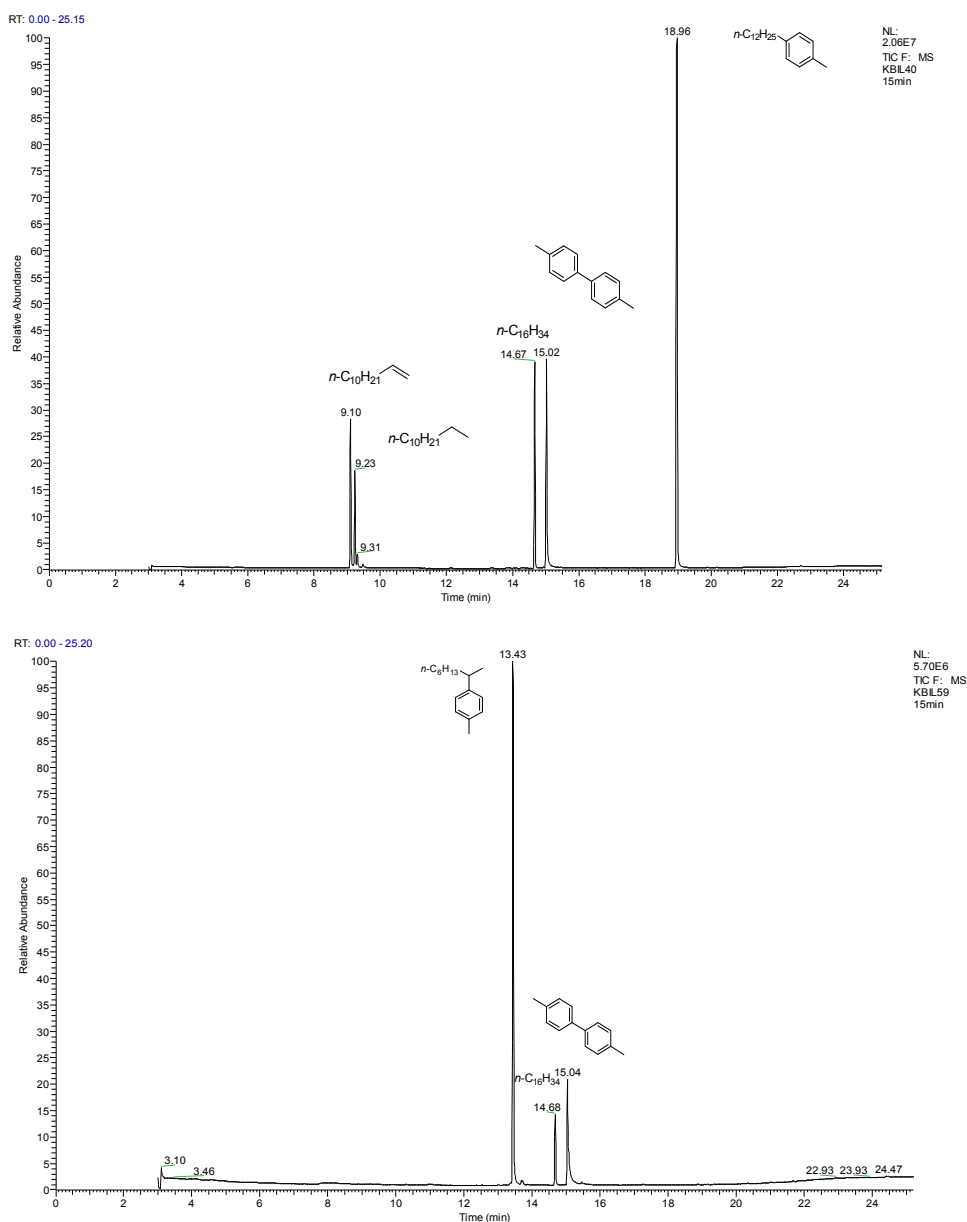 RT: 0.00 - 25.15
NL:
2.06E7
TIC F: MS
KBIL40
15min
100
95
90
85
80
75
70
65
60
55
50
45
40
35
30
25
20
15
10
5
0
Relative Abundance
18.96
n-C12H25
n-C16H34
14.67
15.02
n-C10H21
9.10
n-C10H21
9.23
9.31
0 2 4 6 8 10 12 14 16 18 20 22 24
Time (min)
RT: 0.00 - 25.20
NL:
5.70E6
TIC F: MS
KBIL59
15min
100
95
90
85
80
75
70
65
60
55
50
45
40
35
30
25
20
15
10
5
0
Relative Abundance
13.43
n-C6H13
n-C16H34
15.04
14.68
3.10
3.46
22.93 23.93 24.47
0 2 4 6 8 10 12 14 16 18 20 22 24
Time (min)